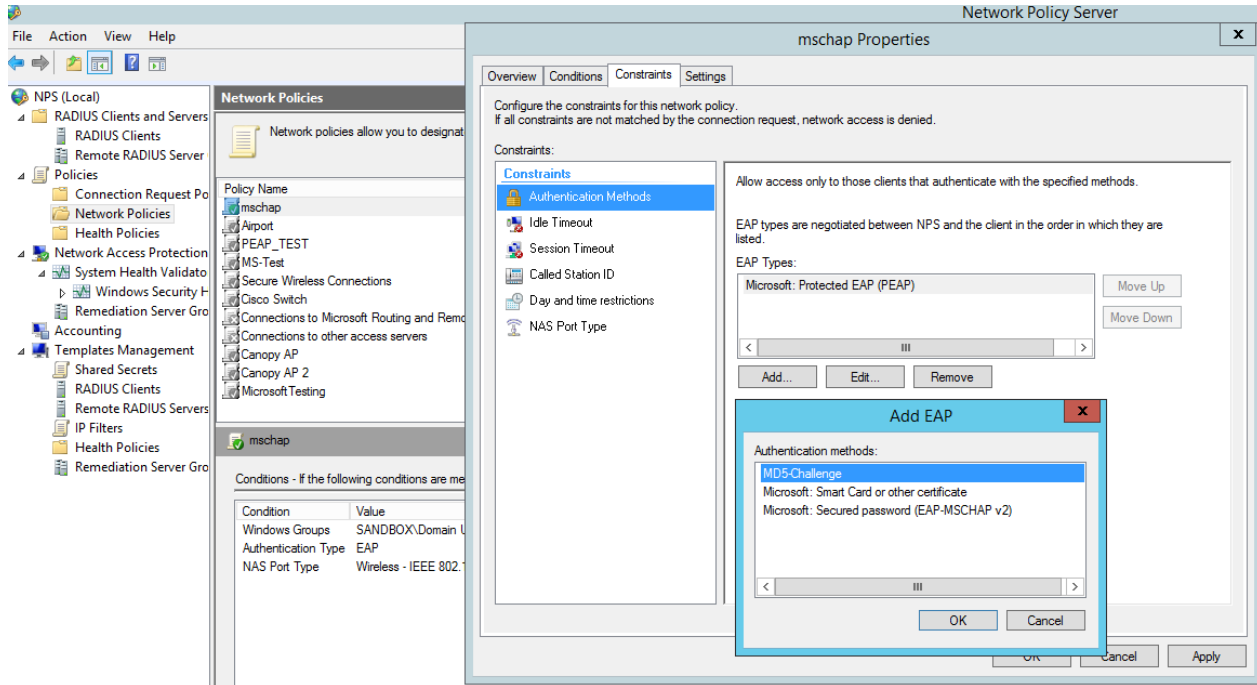 Network Policy Server
File Action View Help
NPS (Local)
RADIUS Clients and Servers
RADIUS Clients
Remote RADIUS Server
Policies
Connection Request Po
Network Policies
Health Policies
Network Access Protection
System Health Validato
Windows Security H
Remediation Server Gro
Accounting
Templates Management
Shared Secrets
RADIUS Clients
Remote RADIUS Servers
IP Filters
Health Policies
Remediation Server Gro
Network Policies
Network policies allow you to designat
Policy Name
mschap
Airport
PEAP_TEST
MS-Test
Secure Wireless Connections
Cisco Switch
Connections to Microsoft Routing and Remo
Connections to other access servers
Canopy AP
Canopy AP 2
MicrosoftTesting
mschap
Conditions - If the following conditions are me
Condition Value
Windows Groups SANDBOX\Domain U
Authentication Type EAP
NAS Port Type Wireless - IEEE 802.1
mschap Properties
x
Overview Conditions Constraints Settings
Configure the constraints for this network policy.
If all constraints are not matched by the connection request, network access is denied.
Constraints:
Constraints
Authentication Methods
Idle Timeout
Session Timeout
Called Station ID
Day and time restrictions
NAS Port Type
Allow access only to those clients that authenticate with the specified methods.
EAP types are negotiated between NPS and the client in the order in which they are
listed.
EAP Types:
Microsoft: Protected EAP (PEAP)
Move Up
Move Down
Add... Edit... Remove
Add EAP
x
Authentication methods:
MD5-Challenge
Microsoft: Smart Card or other certificate
Microsoft: Secured password (EAP-MSCHAP v2)
OK Cancel
OK Cancel Apply